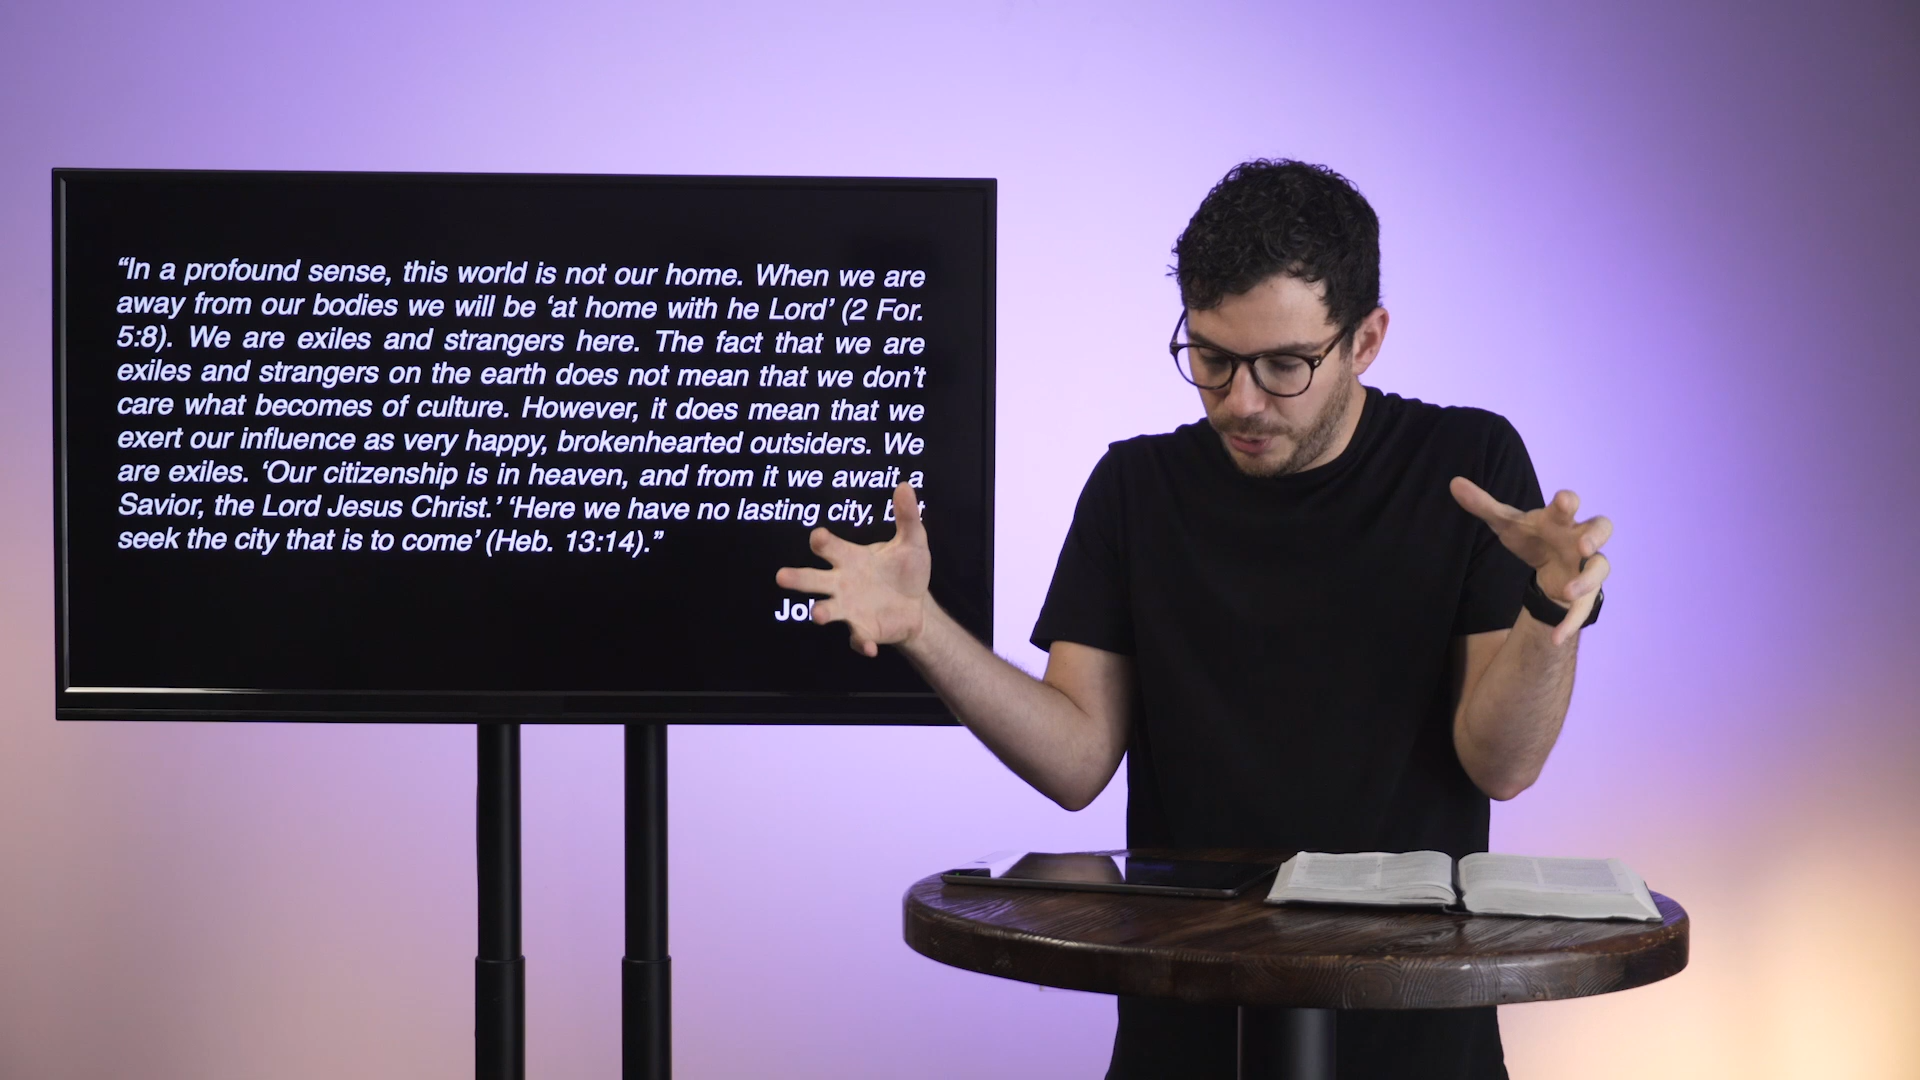 “In a profound sense, this world is not our home. When we are
away from our bodies we will be ‘at home with he Lord’ (2 For.
5:8). We are exiles and strangers here. The fact that we are
exiles and strangers on the earth does not mean that we don’t
care what becomes of culture. However, it does mean that we
exert our influence as very happy, brokenhearted outsiders. We
are exiles. ‘Our citizenship is in heaven, and from it we await a
Savior, the Lord Jesus Christ.’ ‘Here we have no lasting city, but
seek the city that is to come’ (Heb. 13:14).”